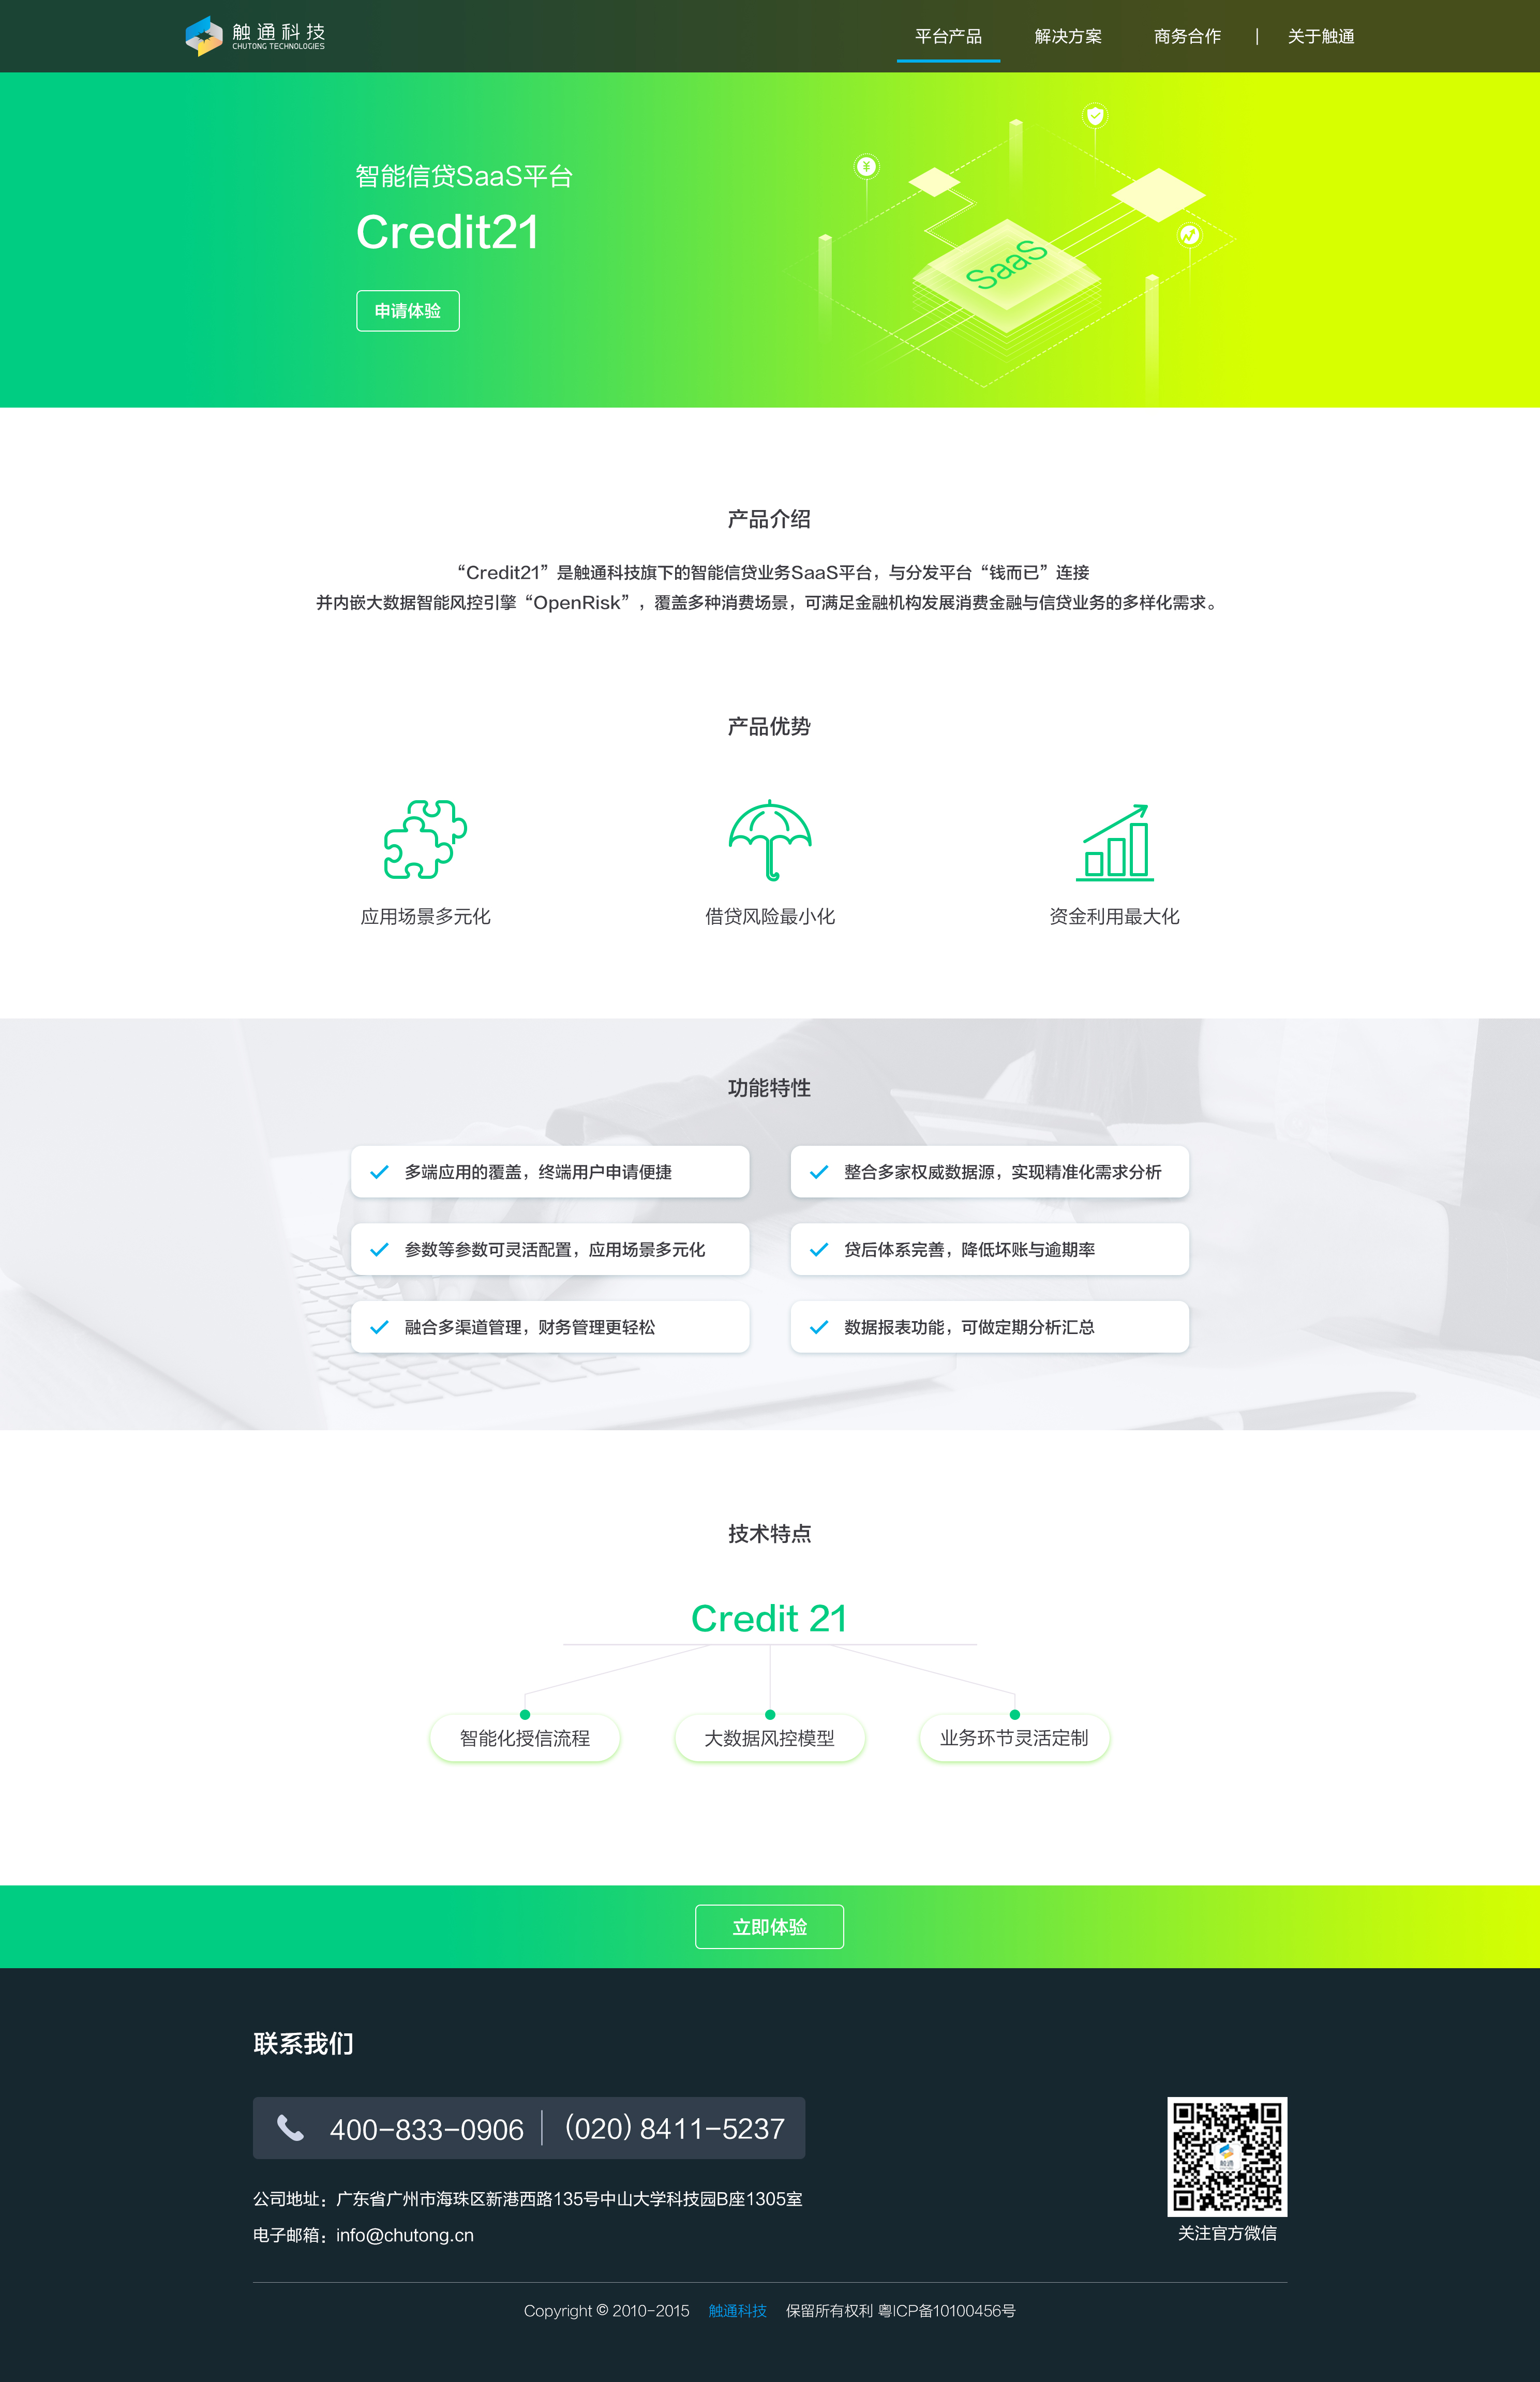 触通科技
CHUTONG TECHNOLOGIES
平台产品 解决方案 商务合作 | 关于触通
智能信贷SaaS平台
Credit21
申请体验
SaaS
产品介绍
“Credit21”是触通科技旗下的智能信贷业务SaaS平台，与分发平台“钱而已”连接
并内嵌大数据智能风控引擎“OpenRisk”，覆盖多种消费场景，可满足金融机构发展消费金融与信贷业务的多样化需求。
产品优势
应用场景多元化 借贷风险最小化 资金利用最大化
功能特性
多端应用的覆盖，终端用户申请便捷 整合多家权威数据源，实现精准化需求分析
参数等参数可灵活配置，应用场景多元化 贷后体系完善，降低坏账与逾期率
融合多渠道管理，财务管理更轻松 数据报表功能，可做定期分析汇总
技术特点
Credit 21
智能化授信流程 大数据风控模型 业务环节灵活定制
立即体验
联系我们
400-833-0906 | (020) 8411-5237
公司地址：广东省广州市海珠区新港西路135号中山大学科技园B座1305室
电子邮箱：info@chutong.cn
触通
关注官方微信
Copyright © 2010-2015 触通科技 保留所有权利 粤ICP备10100456号